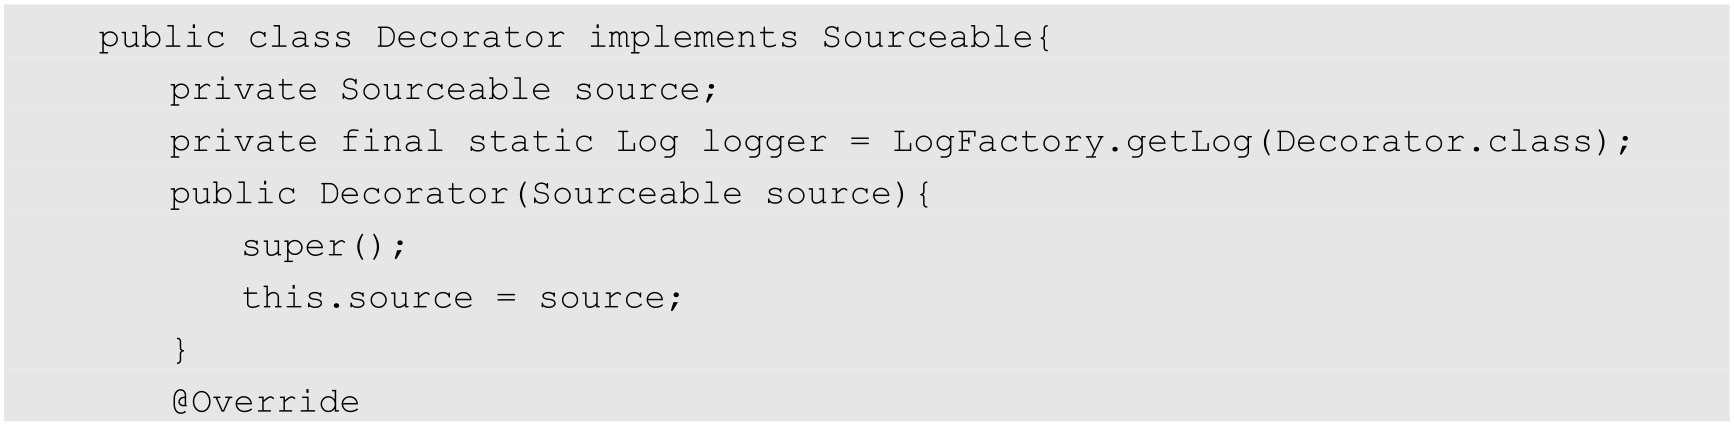 public class Decorator implements Sourceable{
private Sourceable source;
private final static Log logger = LogFactory.getLog(Decorator.class);
public Decorator(Sourceable source){
super();
this.source = source;
}
@Override